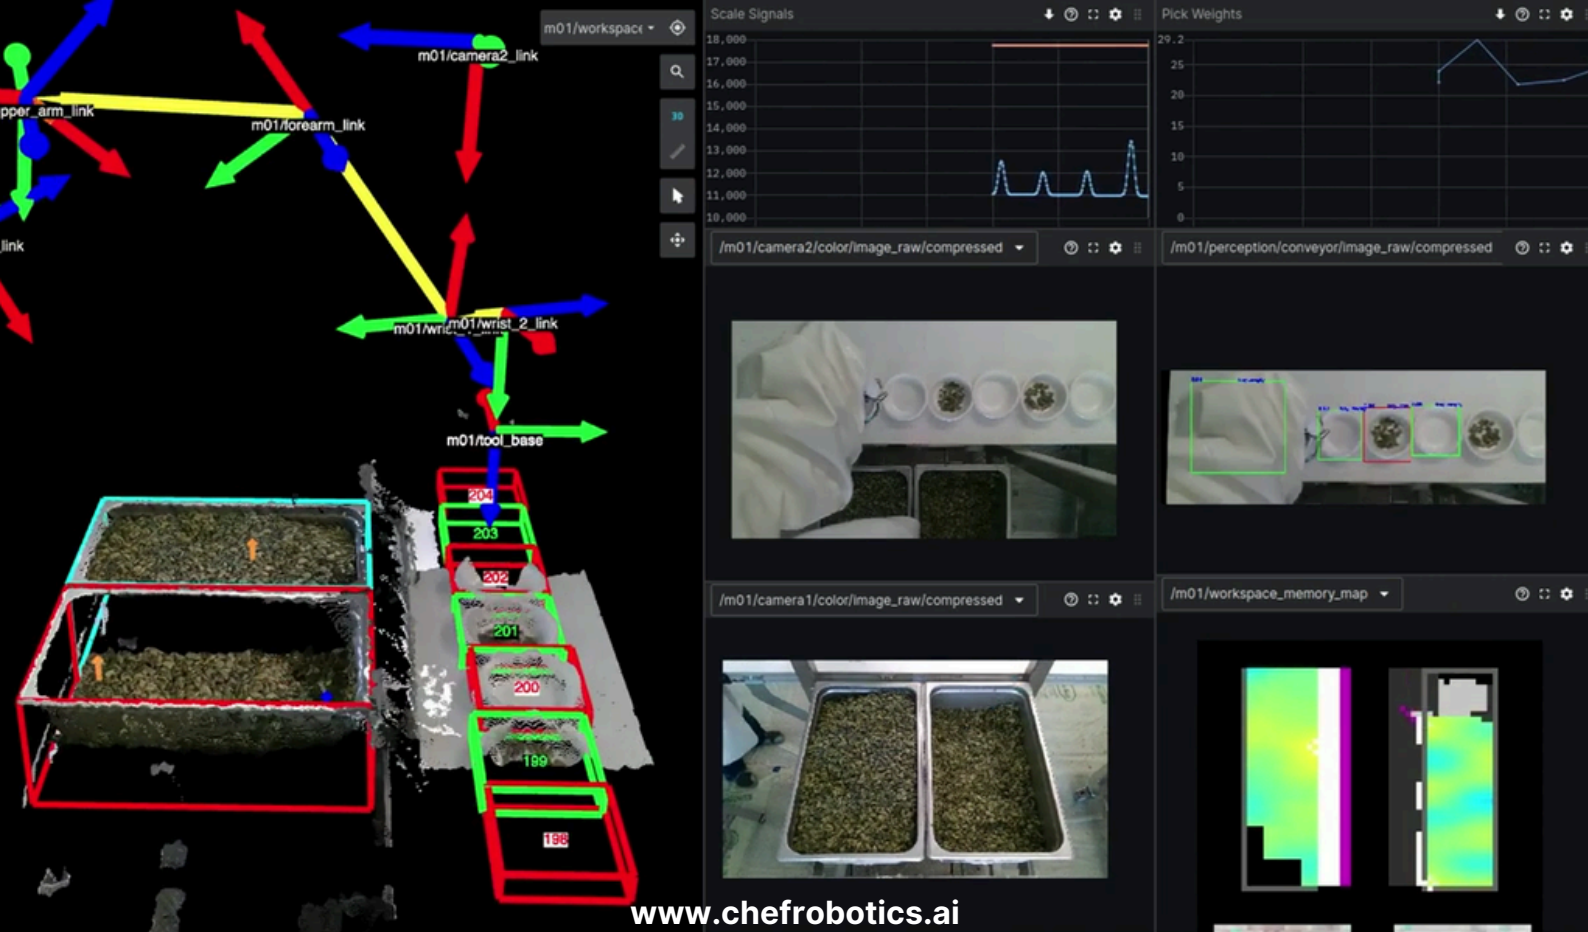 m01/workspace
m01/camera2_link
pper_arm_link
m01/forearm_link
link
m01/wrist_2_link
m01/tool_base
204
203
202
201
200
199
198
3D
Scale Signals
18,000
17,000
16,000
15,000
14,000
13,000
12,000
11,000
10,000
Pick Weights
29.2
25
20
15
10
5
0
/m01/camera2/color/image_raw/compressed
/m01/perception/conveyor/image_raw/compressed
/m01/camera1/color/image_raw/compressed
/m01/workspace_memory_map
www.chefrobotics.ai